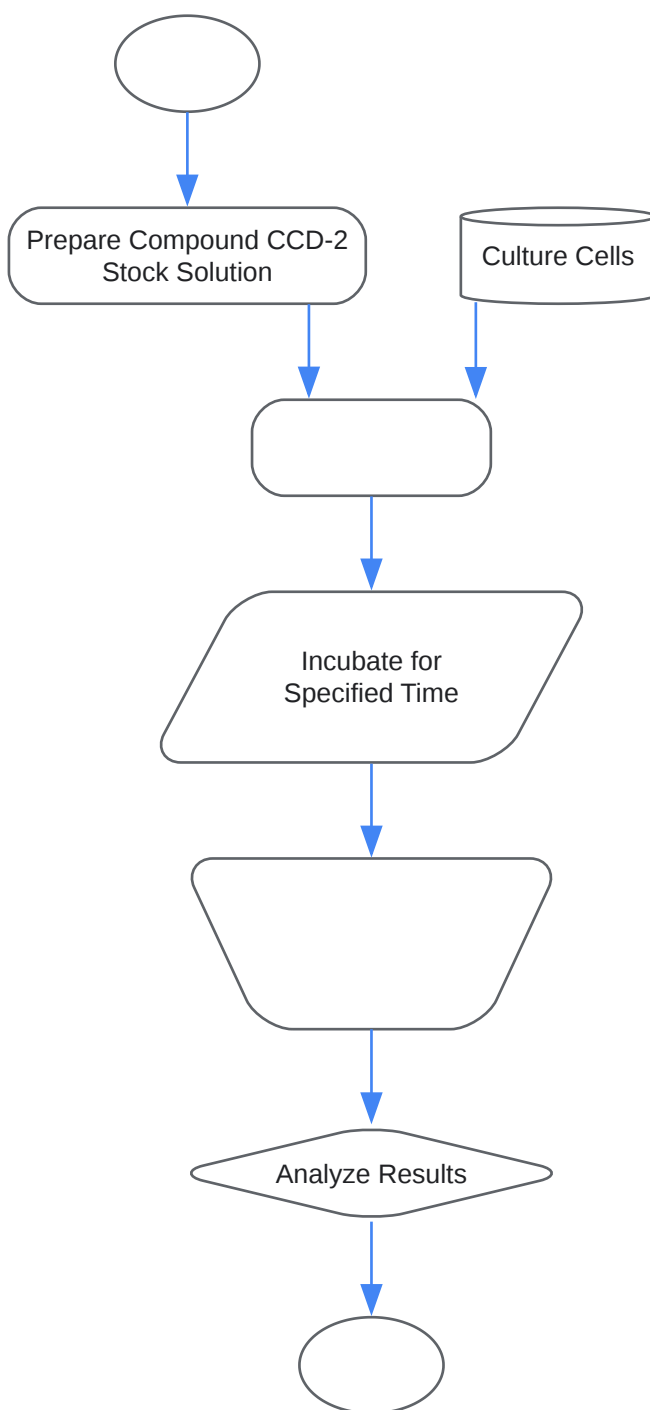 Prepare Compound CCD-2
Stock Solution
Culture Cells
Incubate for
Specified Time
Analyze Results